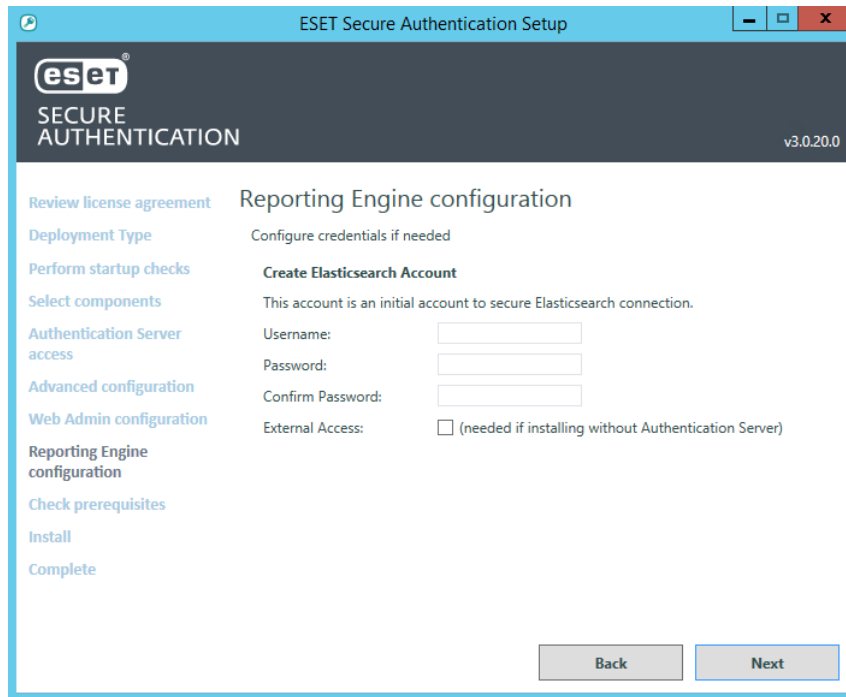 ESET Secure Authentication Setup
eset®
SECURE
AUTHENTICATION
v3.0.20.0
Review license agreement
Deployment Type
Perform startup checks
Select components
Authentication Server
access
Advanced configuration
Web Admin configuration
Reporting Engine
configuration
Check prerequisites
Install
Complete
Reporting Engine configuration
Configure credentials if needed
Create Elasticsearch Account
This account is an initial account to secure Elasticsearch connection.
Username:
Password:
Confirm Password:
External Access: (needed if installing without Authentication Server)
Back Next